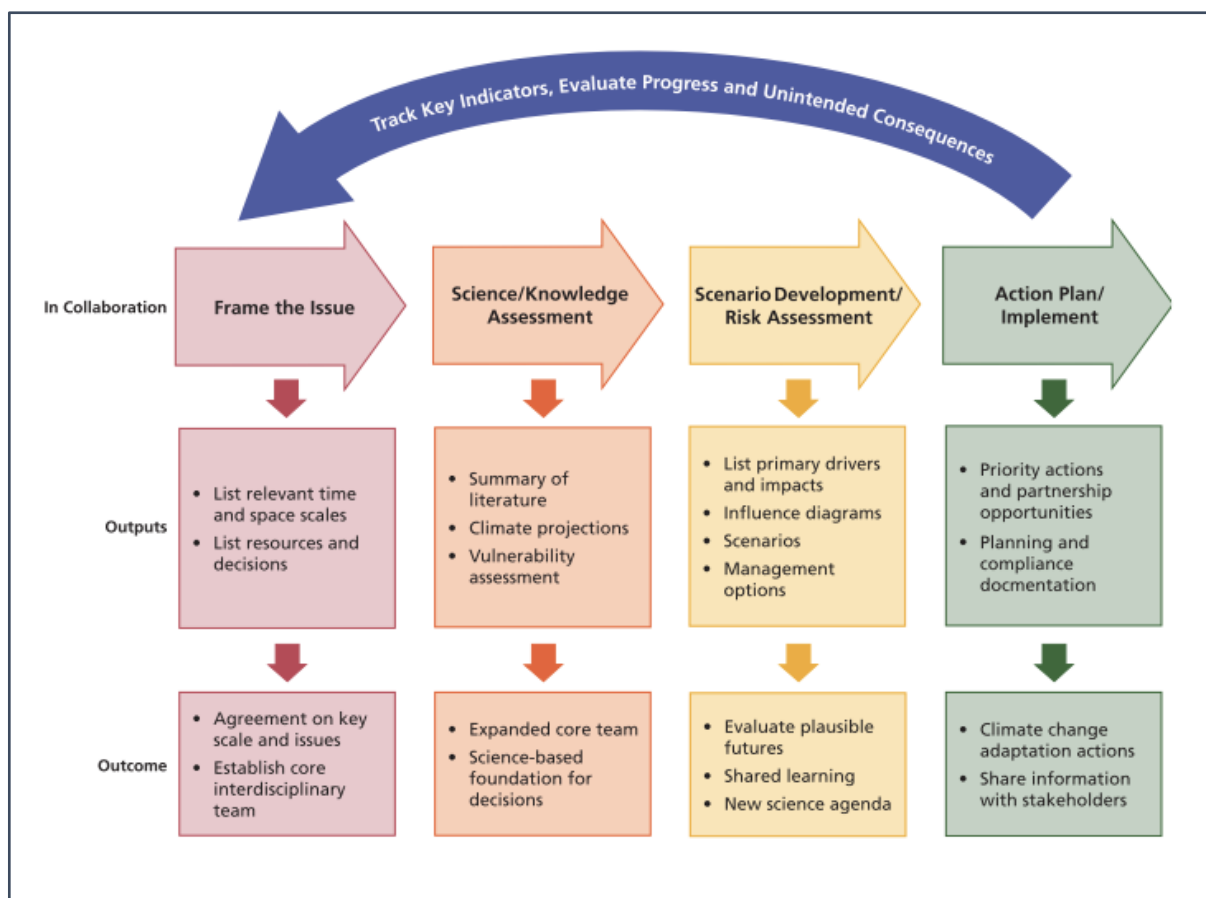 Track Key Indicators, Evaluate Progress and Unintended Consequences
In Collaboration
Frame the Issue
Science/Knowledge
Assessment
Scenario Development/
Risk Assessment
Action Plan/
Implement
Outputs
• List relevant time
and space scales
• List resources and
decisions
• Summary of
literature
• Climate projections
• Vulnerability
assessment
• List primary drivers
and impacts
• Influence diagrams
• Scenarios
• Management
options
• Priority actions
and partnership
opportunities
• Planning and
compliance
docmentation
Outcome
• Agreement on key
scale and issues
• Establish core
interdisciplinary
team
• Expanded core team
• Science-based
foundation for
decisions
• Evaluate plausible
futures
• Shared learning
• New science agenda
• Climate change
adaptation actions
• Share information
with stakeholders